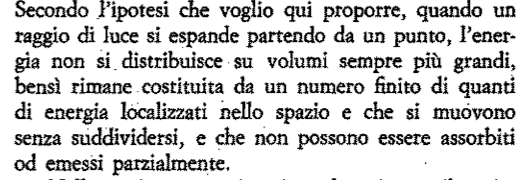 Secondo l'ipotesi che voglio qui proporre, quando un
raggio di luce si espande partendo da un punto, l'ener-
gia non si distribuisce su volumi sempre più grandi,
bensì rimane costituita da un numero finito di quanti
di energia localizzati nello spazio e che si muovono
senza suddividersi, e che non possono essere assorbiti
od emessi parzialmente.